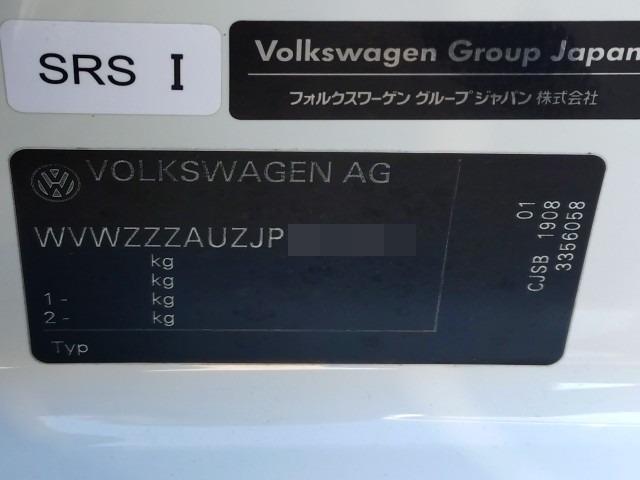 SRS I
Volkswagen Group Japan
フォルクスワーゲン グループ ジャパン 株式会社
VOLKSWAGEN AG
WVWZZZAUZJP
kg
kg
1 - kg
2 - kg
Typ
01
CJSB 1908
3356058